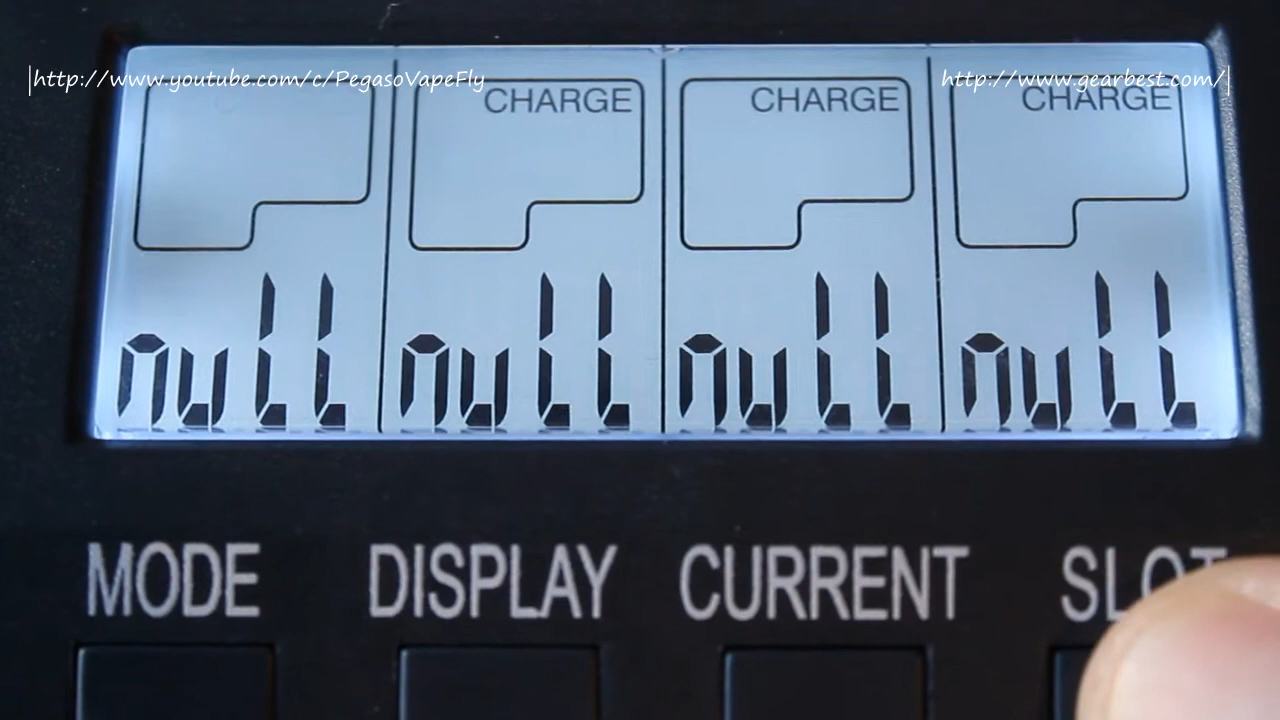 |http://www.youtube.com/c/PegasoVapeFly http://www.gearbest.com/|
CHARGE CHARGE CHARGE
null null null null
MODE DISPLAY CURRENT SLOT